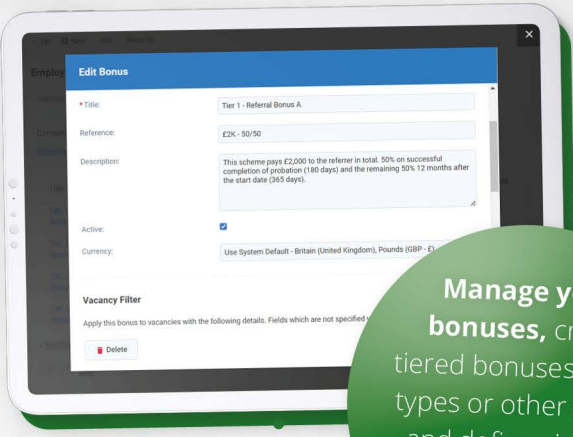 Edit Bonus
* Title:
Tier 1 - Referral Bonus A
Reference:
£2K - 50/50
Description:
This scheme pays £2,000 to the referrer in total. 50% on successful
completion of probation (180 days) and the remaining 50% 12 months after
the start date (365 days).
Active:
Currency:
Use System Default - Britain (United Kingdom), Pounds (GBP - £)
Vacancy Filter
Apply this bonus to vacancies with the following details. Fields which are not specified
Delete
Manage
bonuses,
tiered bonuses
types or other